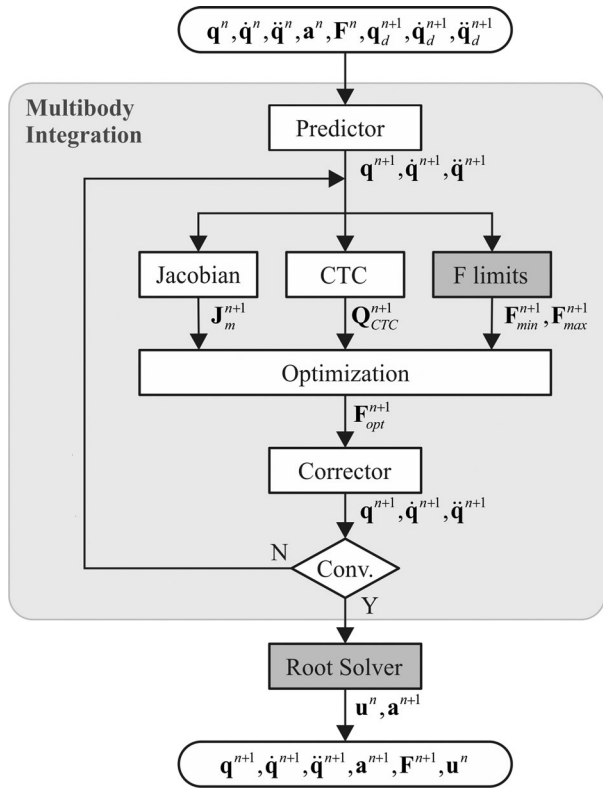 q^n, q̇^n, q̈^n, a^n, F^n, q_d^{n+1}, q̇_d^{n+1}, q̈_d^{n+1}
Multibody
Integration
Predictor
q^{n+1}, q̇^{n+1}, q̈^{n+1}
Jacobian CTC F limits
J_m^{n+1} Q_{CTC}^{n+1} F_{min}^{n+1}, F_{max}^{n+1}
Optimization
F_{opt}^{n+1}
Corrector
q^{n+1}, q̇^{n+1}, q̈^{n+1}
N
Conv.
Y
Root Solver
u^n, a^{n+1}
q^{n+1}, q̇^{n+1}, q̈^{n+1}, a^{n+1}, F^{n+1}, u^n